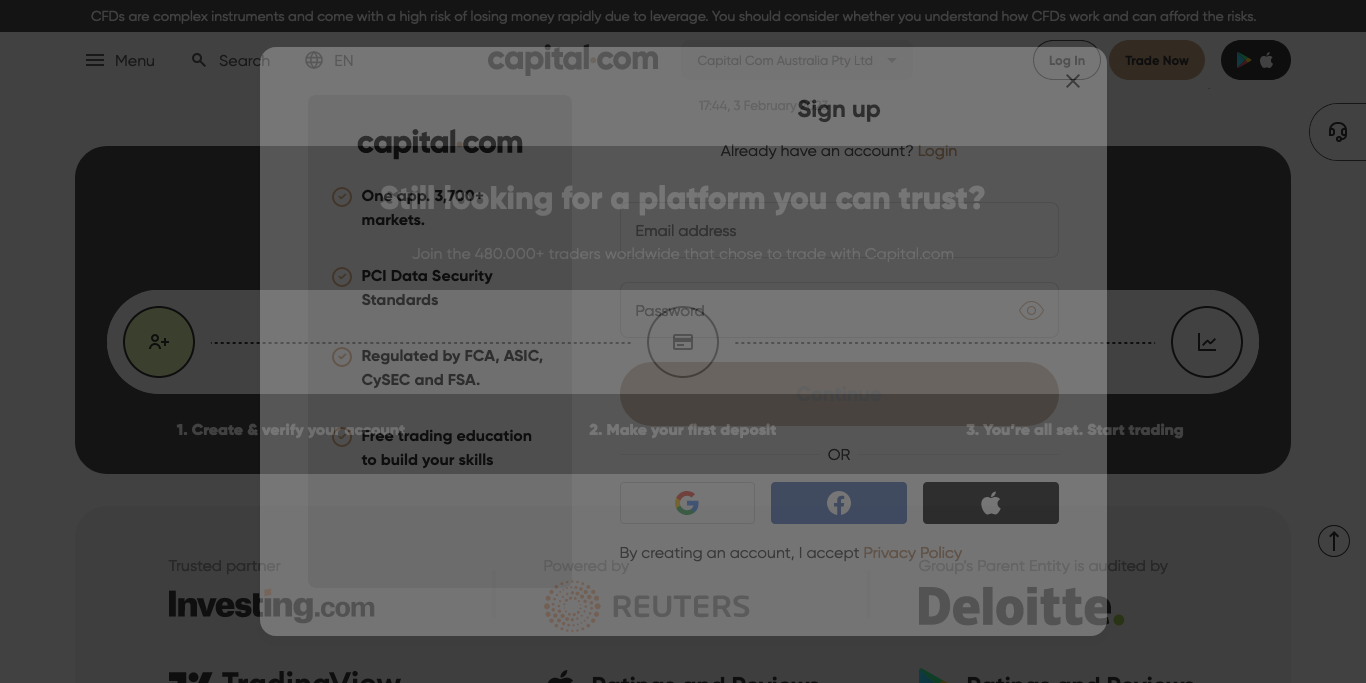 CFDs are complex instruments and come with a high risk of losing money rapidly due to leverage. You should consider whether you understand how CFDs work and can afford the risks.
Menu
Search
EN
capital.com
Capital Com Australia Pty Ltd
Log In
Trade Now
17:44, 3 February
Still looking for a platform you can trust?
Join the 480.000+ traders worldwide that chose to trade with Capital.com
1. Create & verify your account
2. Make your first deposit
3. You're all set. Start trading
capital.com
One app. 3,700+
markets.
PCI Data Security
Standards
Regulated by FCA, ASIC,
CySEC and FSA.
Free trading education
to build your skills
Sign up
Already have an account? Login
Email address
Password
Continue
OR
By creating an account, I accept Privacy Policy
Trusted partner
Investing.com
Powered by
REUTERS
Group's Parent Entity is audited by
Deloitte.
TradingView
Ratings and Reviews
Ratings and Reviews